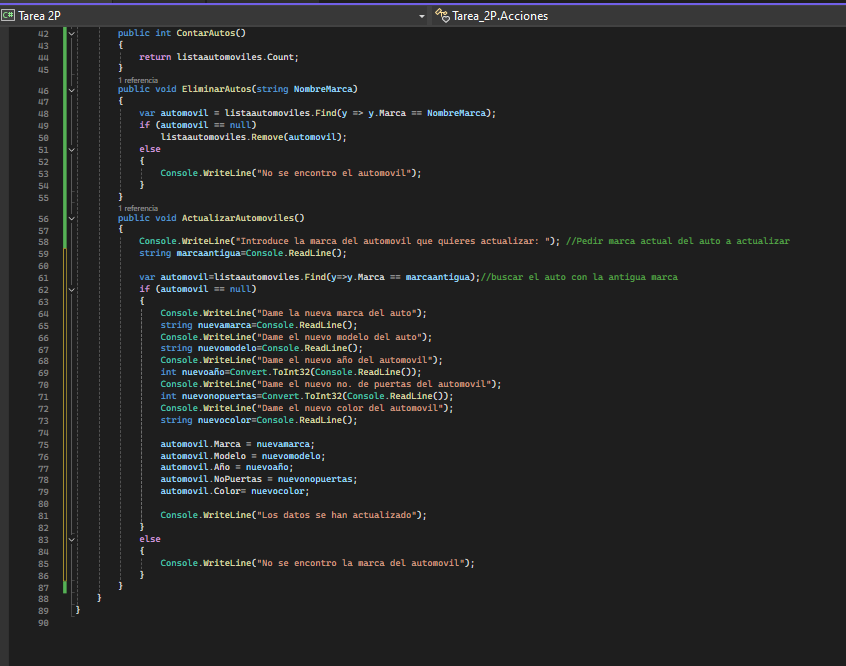 C# Tarea 2P Tarea_2P.Acciones
42 public int ContarAutos()
43 {
44 return listaautomoviles.Count;
45 }
1 referencia
46 public void EliminarAutos(string NombreMarca)
47 {
48 var automovil = listaautomoviles.Find(y => y.Marca == NombreMarca);
49 if (automovil == null)
50 listaautomoviles.Remove(automovil);
51 else
52 {
53 Console.WriteLine("No se encontro el automovil");
54 }
55 }
1 referencia
56 public void ActualizarAutomoviles()
57 {
58 Console.WriteLine("Introduce la marca del automovil que quieres actualizar: "); //Pedir marca actual del auto a actualizar
59 string marcaantigua=Console.ReadLine();
60
61 var automovil=listaautomoviles.Find(y=>y.Marca == marcaantigua);//buscar el auto con la antigua marca
62 if (automovil == null)
63 {
64 Console.WriteLine("Dame la nueva marca del auto");
65 string nuevamarca=Console.ReadLine();
66 Console.WriteLine("Dame el nuevo modelo del auto");
67 string nuevomodelo=Console.ReadLine();
68 Console.WriteLine("Dame el nuevo año del automovil");
69 int nuevoaño=Convert.ToInt32(Console.ReadLine());
70 Console.WriteLine("Dame el nuevo no. de puertas del automovil");
71 int nuevonopuertas=Convert.ToInt32(Console.ReadLine());
72 Console.WriteLine("Dame el nuevo color del automovil");
73 string nuevocolor=Console.ReadLine();
74
75 automovil.Marca = nuevamarca;
76 automovil.Modelo = nuevomodelo;
77 automovil.Año = nuevoaño;
78 automovil.NoPuertas = nuevonopuertas;
79 automovil.Color= nuevocolor;
80
81 Console.WriteLine("Los datos se han actualizado");
82 }
83 else
84 {
85 Console.WriteLine("No se encontro la marca del automovil");
86 }
87 }
88 }
89 }
90